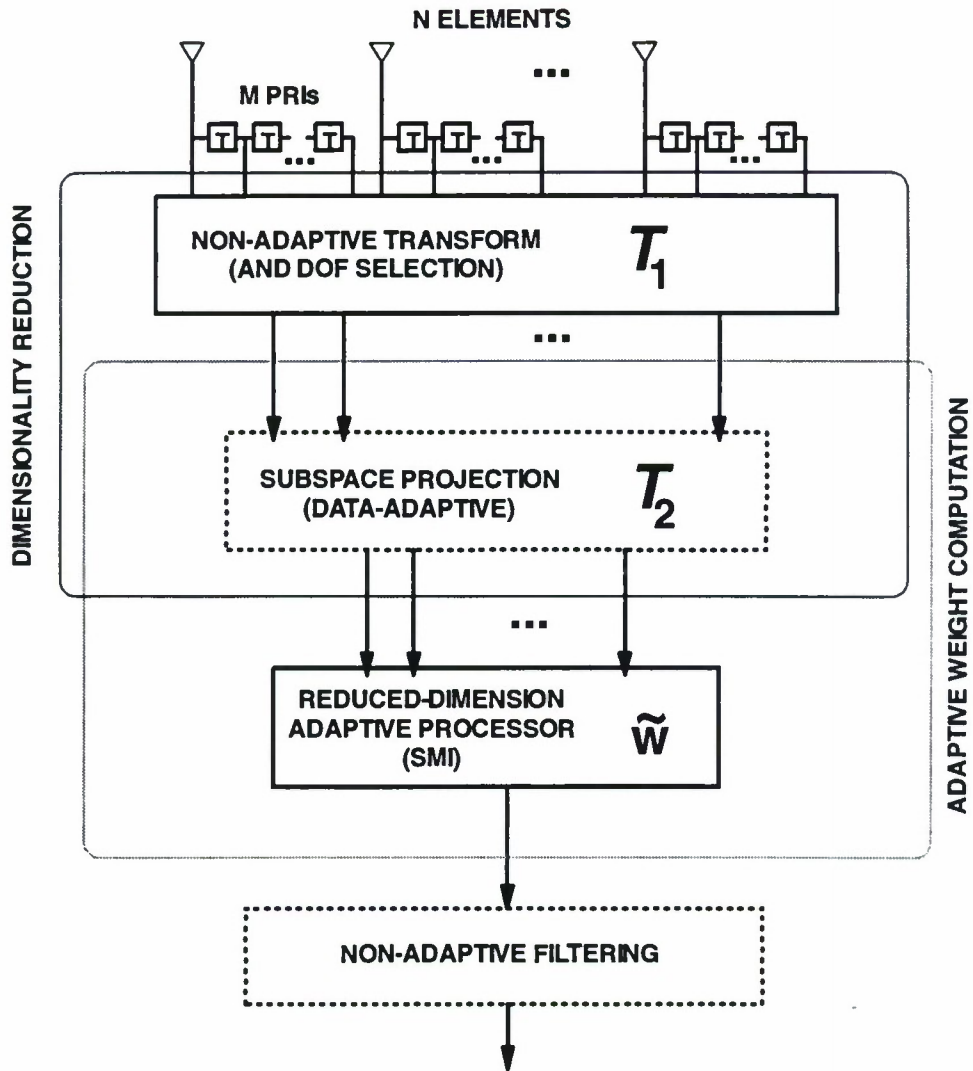 N ELEMENTS
...
M PRIs
T T T T T T T T T
... ... ...
NON-ADAPTIVE TRANSFORM
(AND DOF SELECTION)
T1
...
SUBSPACE PROJECTION
(DATA-ADAPTIVE)
T2
...
REDUCED-DIMENSION
ADAPTIVE PROCESSOR
(SMI)
w̃
NON-ADAPTIVE FILTERING
DIMENSIONALITY REDUCTION
ADAPTIVE WEIGHT COMPUTATION